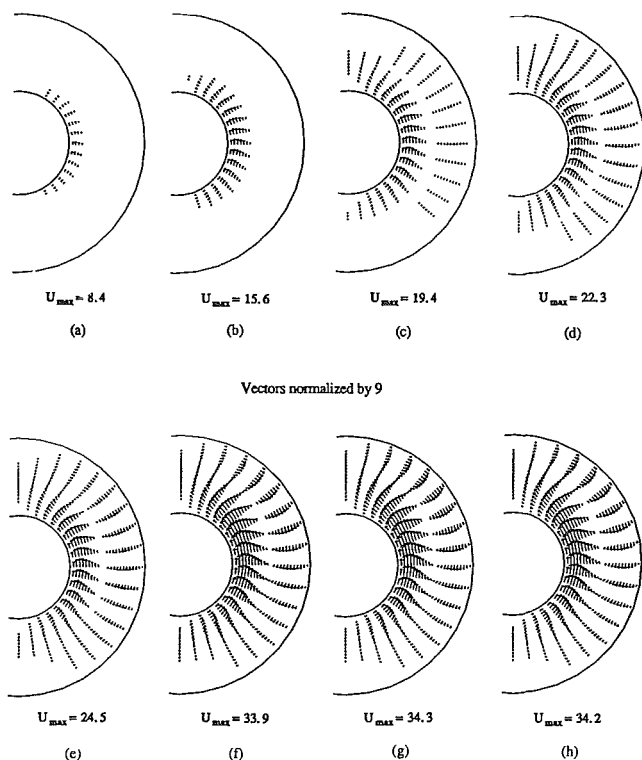 U_max = 8.4 U_max = 15.6 U_max = 19.4 U_max = 22.3
(a) (b) (c) (d)
Vectors normalized by 9
U_max = 24.5 U_max = 33.9 U_max = 34.3 U_max = 34.2
(e) (f) (g) (h)